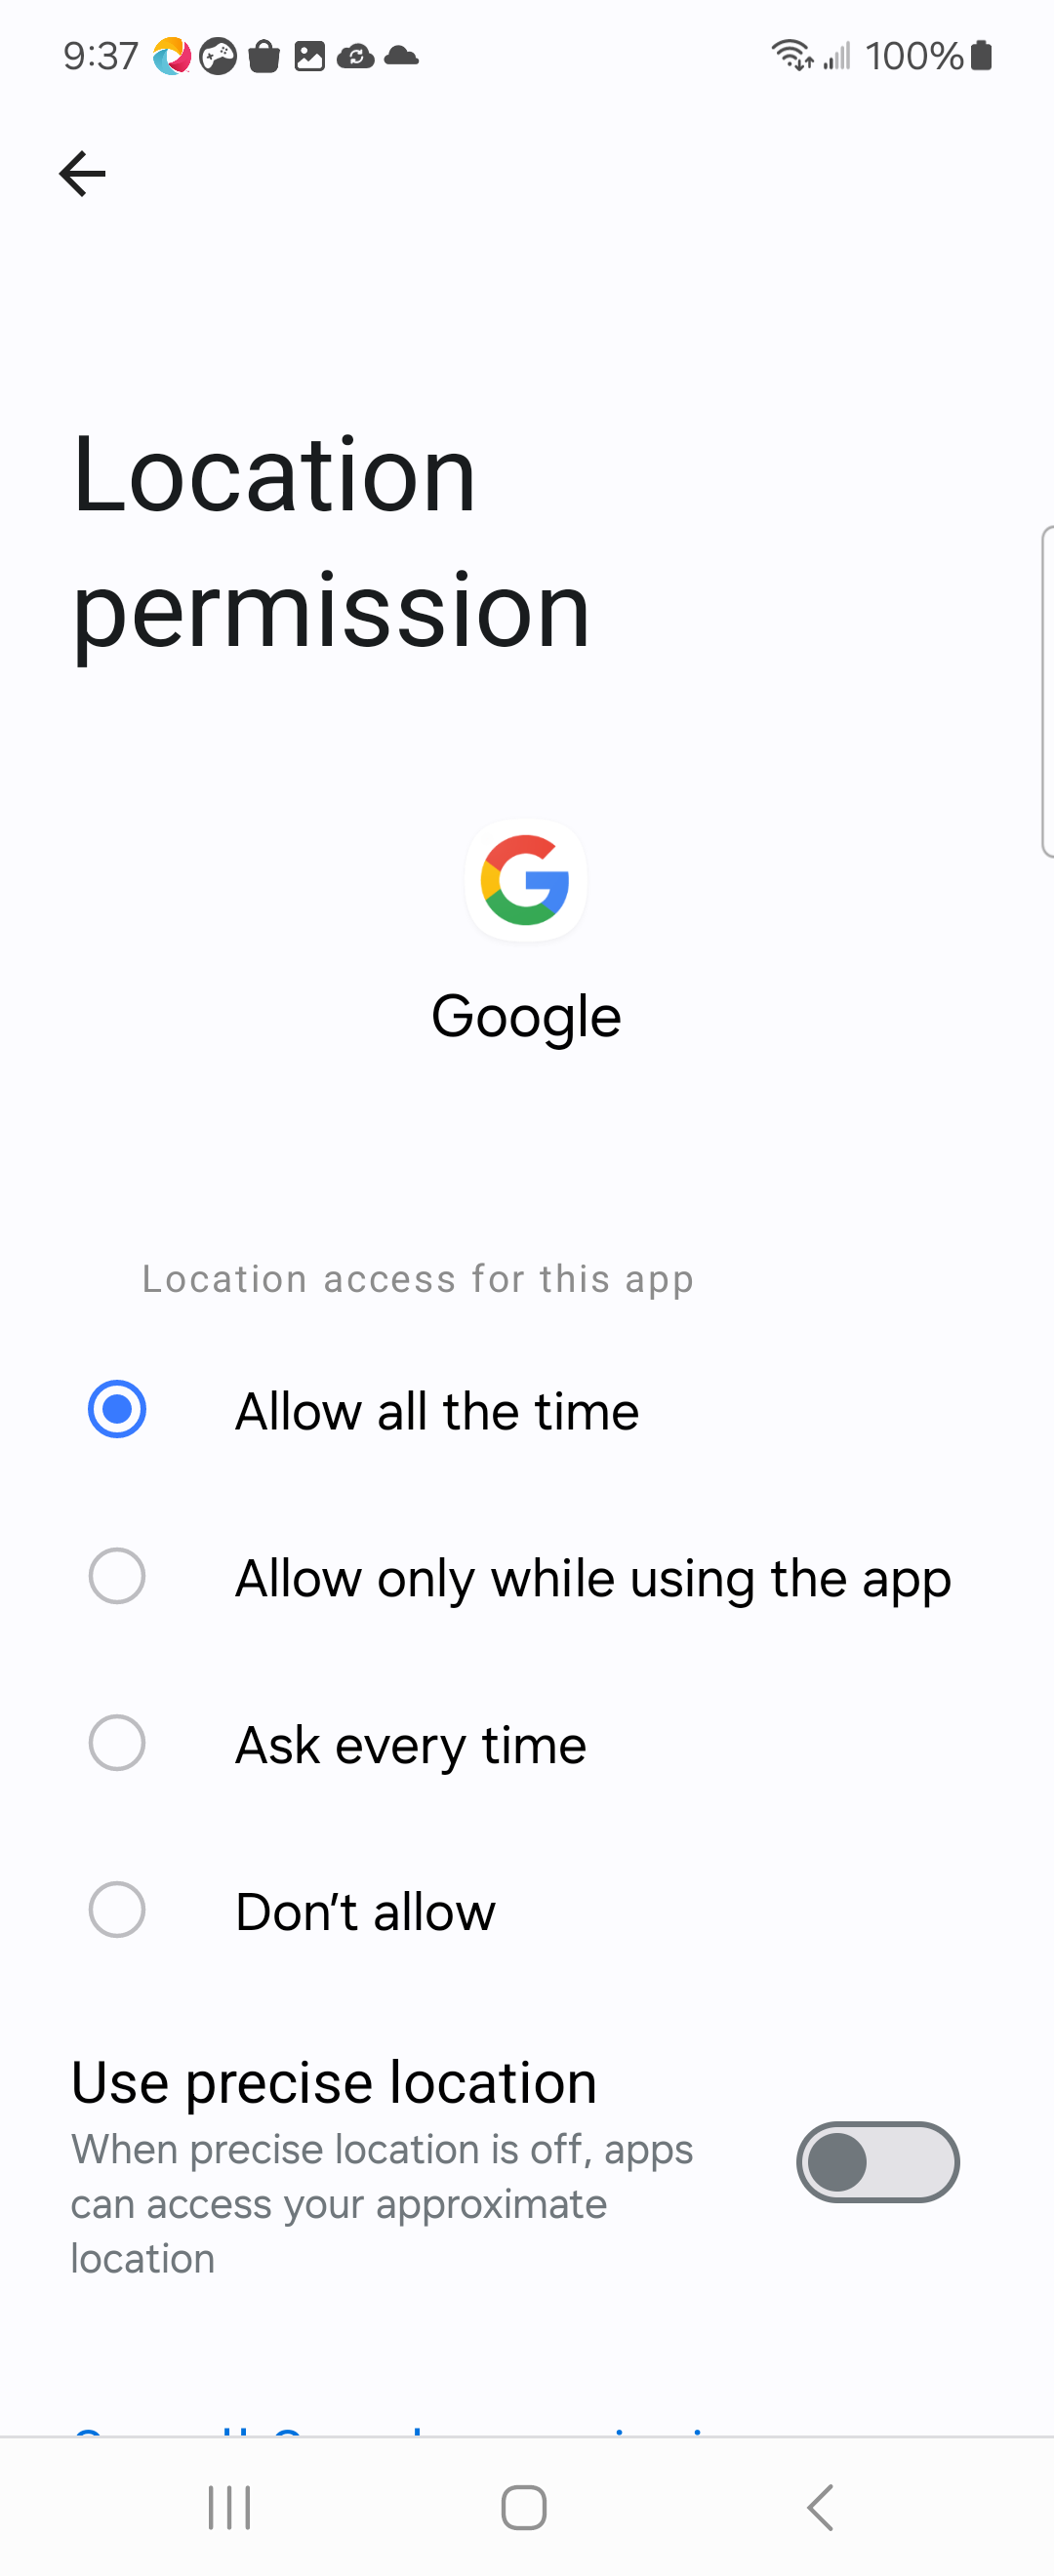 9:37
100%
Location
permission
Google
Location access for this app
Allow all the time
Allow only while using the app
Ask every time
Don't allow
Use precise location
When precise location is off, apps
can access your approximate
location